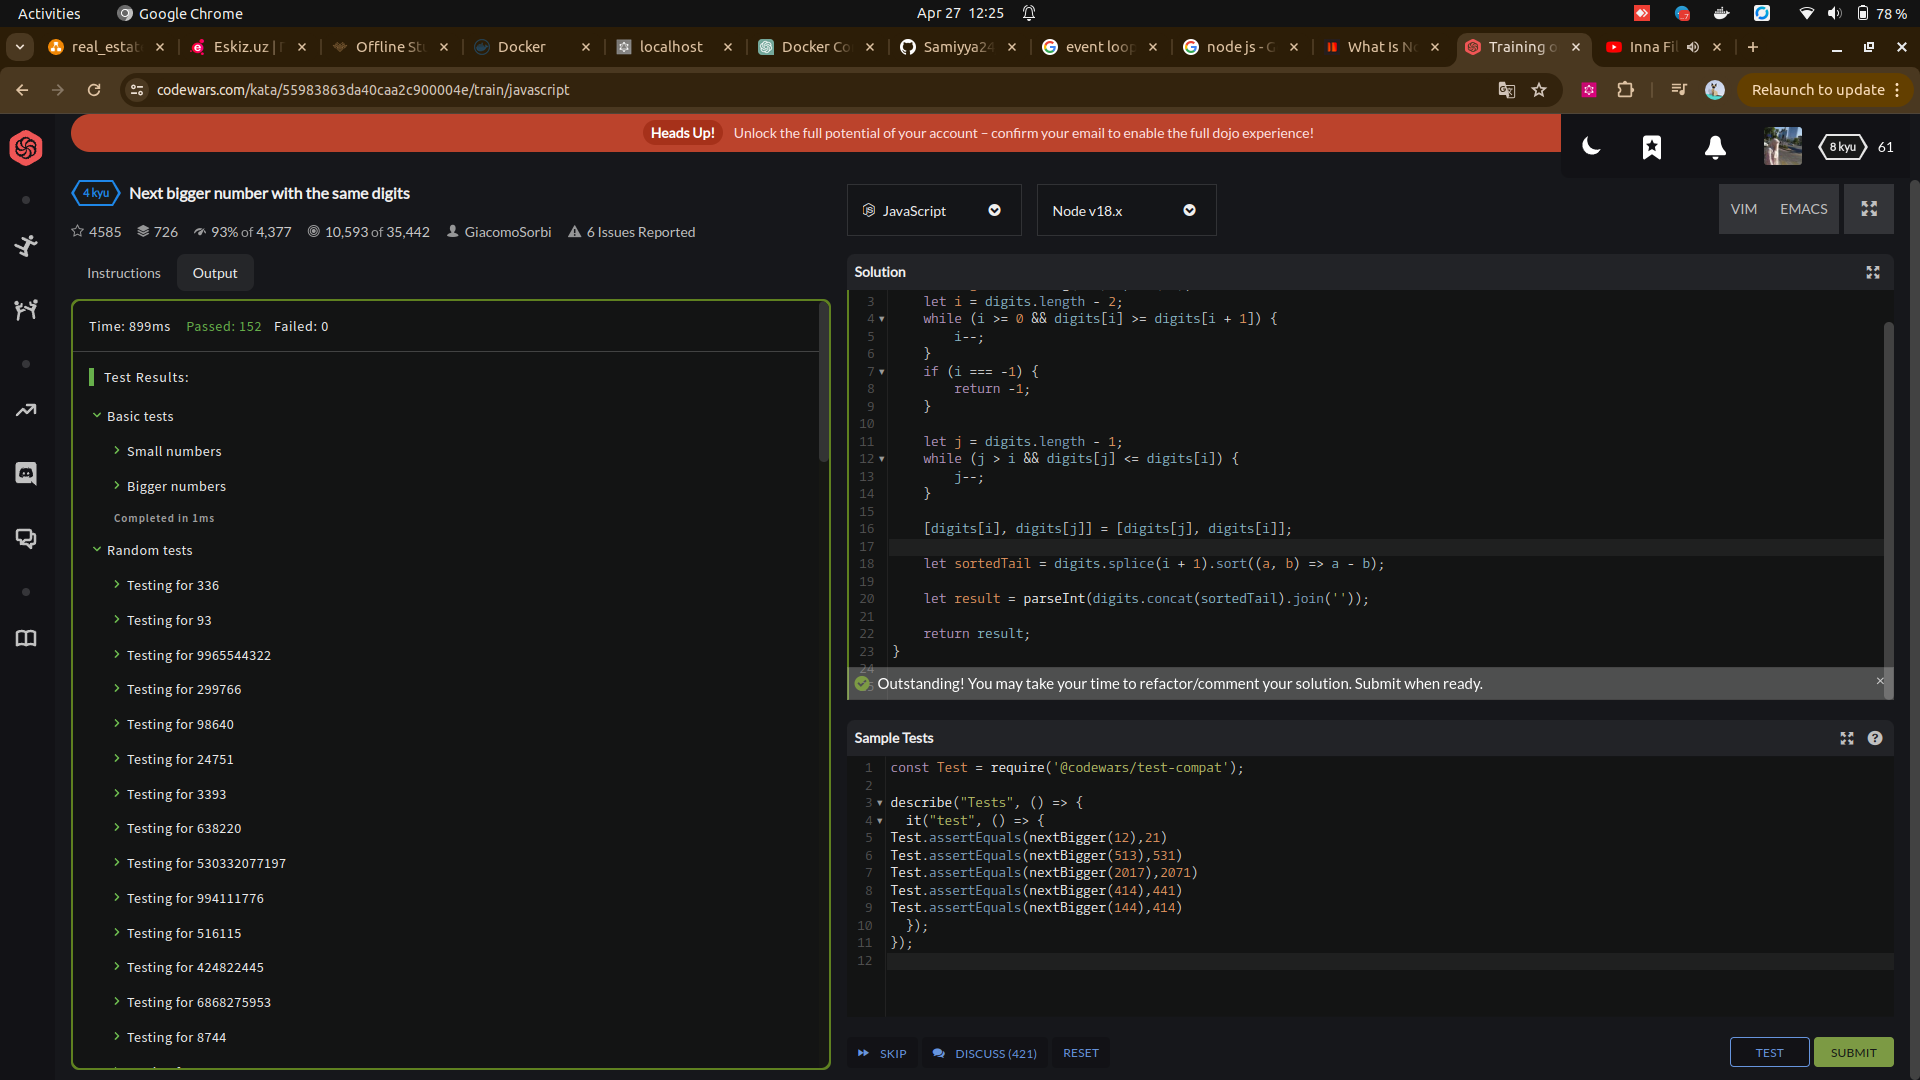 Activities
Google Chrome
Apr 27 12:25
78 %
real_estat
Eskiz.uz |
Offline St
Docker
localhost
Docker Co
Samiyya24
event loop
node js - G
What Is No
Training o
Inna Fil
codewars.com/kata/55983863da40caa2c900004e/train/javascript
Relaunch to update
Heads Up! Unlock the full potential of your account – confirm your email to enable the full dojo experience!
8 kyu 61
4 kyu Next bigger number with the same digits
4585 726 93% of 4,377 10,593 of 35,442 GiacomoSorbi 6 Issues Reported
Instructions
Output
Time: 899ms Passed: 152 Failed: 0
Test Results:
Basic tests
Small numbers
Bigger numbers
Completed in 1ms
Random tests
Testing for 336
Testing for 93
Testing for 9965544322
Testing for 299766
Testing for 98640
Testing for 24751
Testing for 3393
Testing for 638220
Testing for 530332077197
Testing for 994111776
Testing for 516115
Testing for 424822445
Testing for 6868275953
Testing for 8744
JavaScript
Node v18.x
VIM
EMACS
Solution
3 let i = digits.length - 2;
4 while (i >= 0 && digits[i] >= digits[i + 1]) {
5 i--;
6 }
7 if (i === -1) {
8 return -1;
9 }
10
11 let j = digits.length - 1;
12 while (j > i && digits[j] <= digits[i]) {
13 j--;
14 }
15
16 [digits[i], digits[j]] = [digits[j], digits[i]];
17
18 let sortedTail = digits.splice(i + 1).sort((a, b) => a - b);
19
20 let result = parseInt(digits.concat(sortedTail).join(''));
21
22 return result;
23 }
24
Outstanding! You may take your time to refactor/comment your solution. Submit when ready.
Sample Tests
1 const Test = require('@codewars/test-compat');
2
3 describe("Tests", () => {
4 it("test", () => {
5 Test.assertEquals(nextBigger(12),21)
6 Test.assertEquals(nextBigger(513),531)
7 Test.assertEquals(nextBigger(2017),2071)
8 Test.assertEquals(nextBigger(414),441)
9 Test.assertEquals(nextBigger(144),414)
10 });
11 });
12
SKIP
DISCUSS (421)
RESET
TEST
SUBMIT